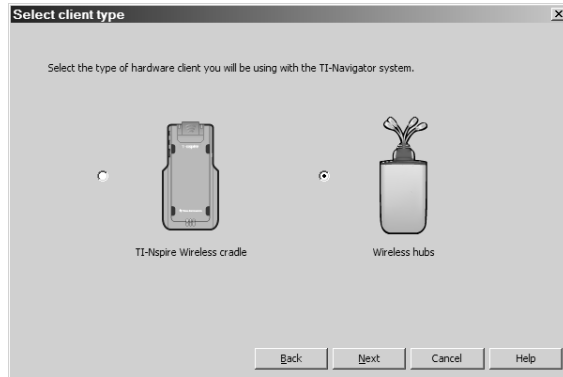 Select client type
Select the type of hardware client you will be using with the TI-Navigator system.
TI-Nspire Wireless cradle
Wireless hubs
Back
Next
Cancel
Help